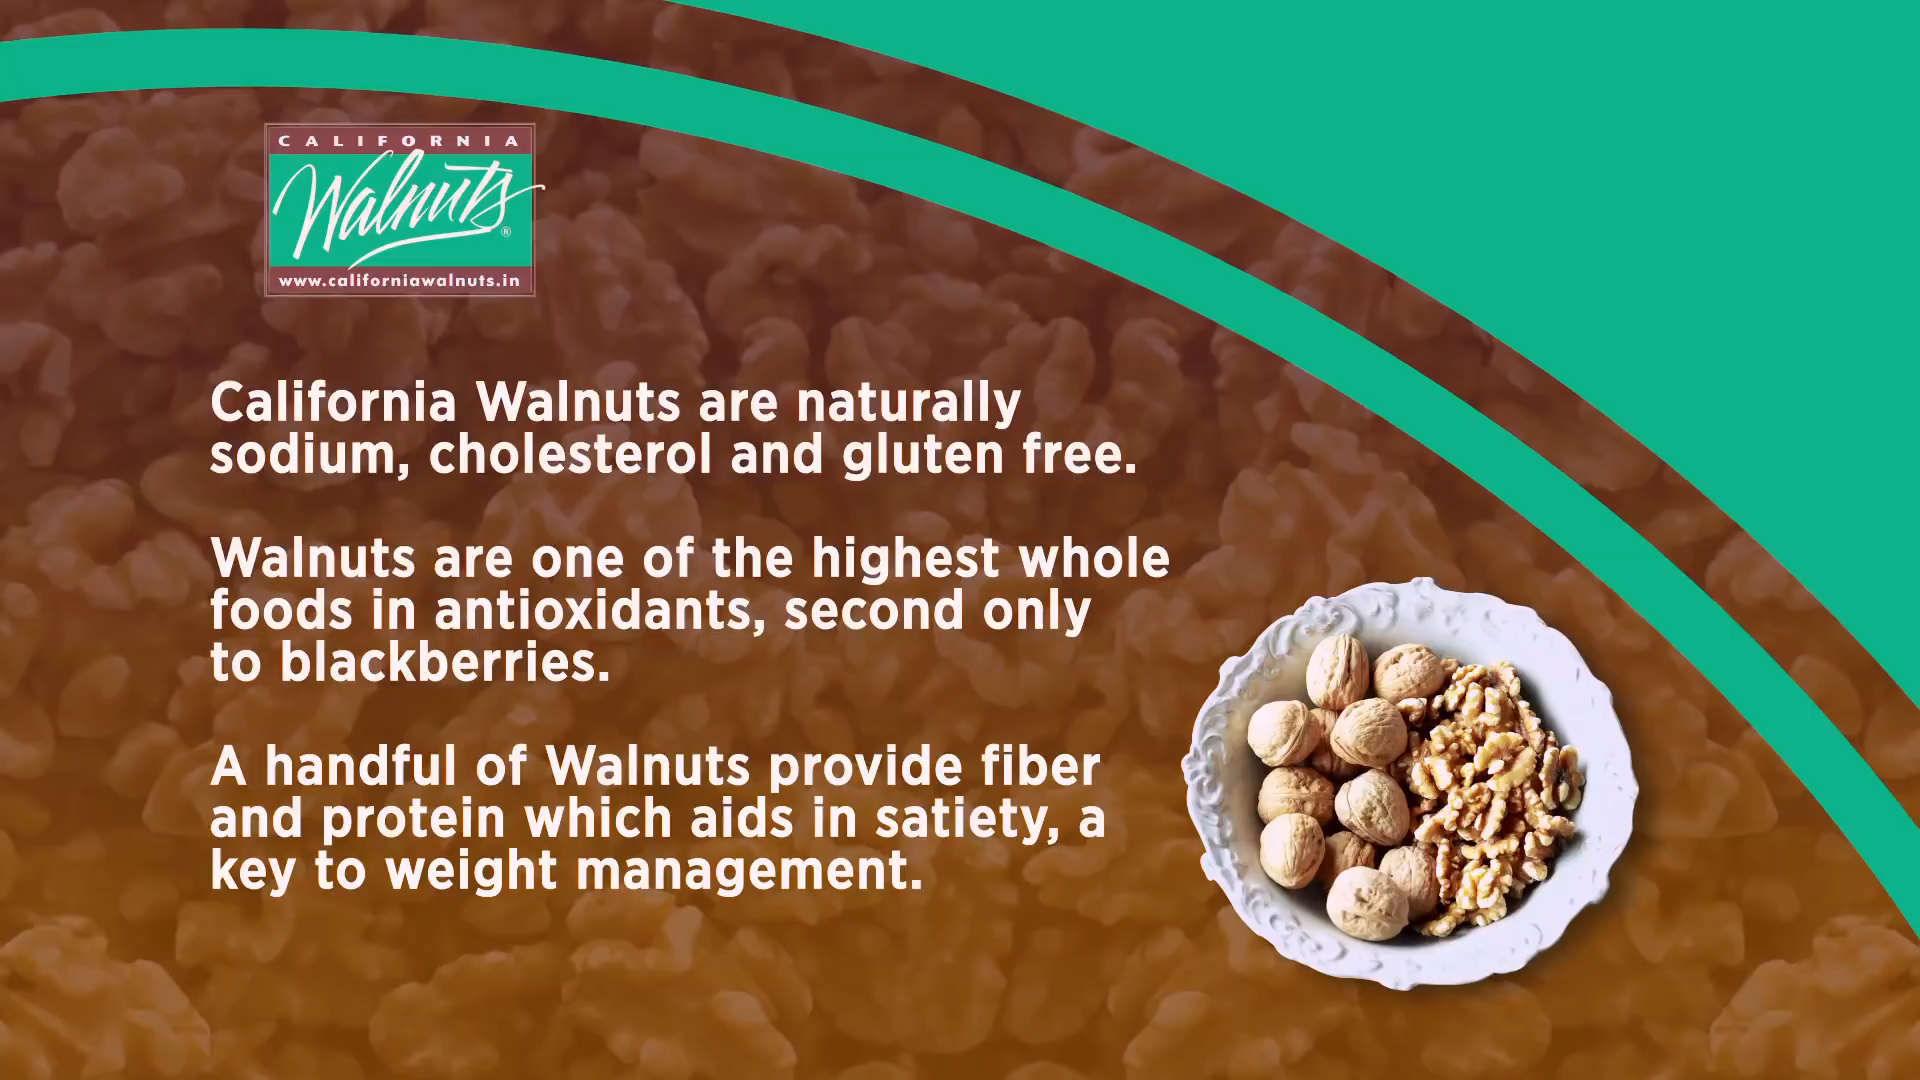 CALIFORNIA
Walnuts®
www.californiawalnuts.in
California Walnuts are naturally
sodium, cholesterol and gluten free.
Walnuts are one of the highest whole
foods in antioxidants, second only
to blackberries.
A handful of Walnuts provide fiber
and protein which aids in satiety, a
key to weight management.